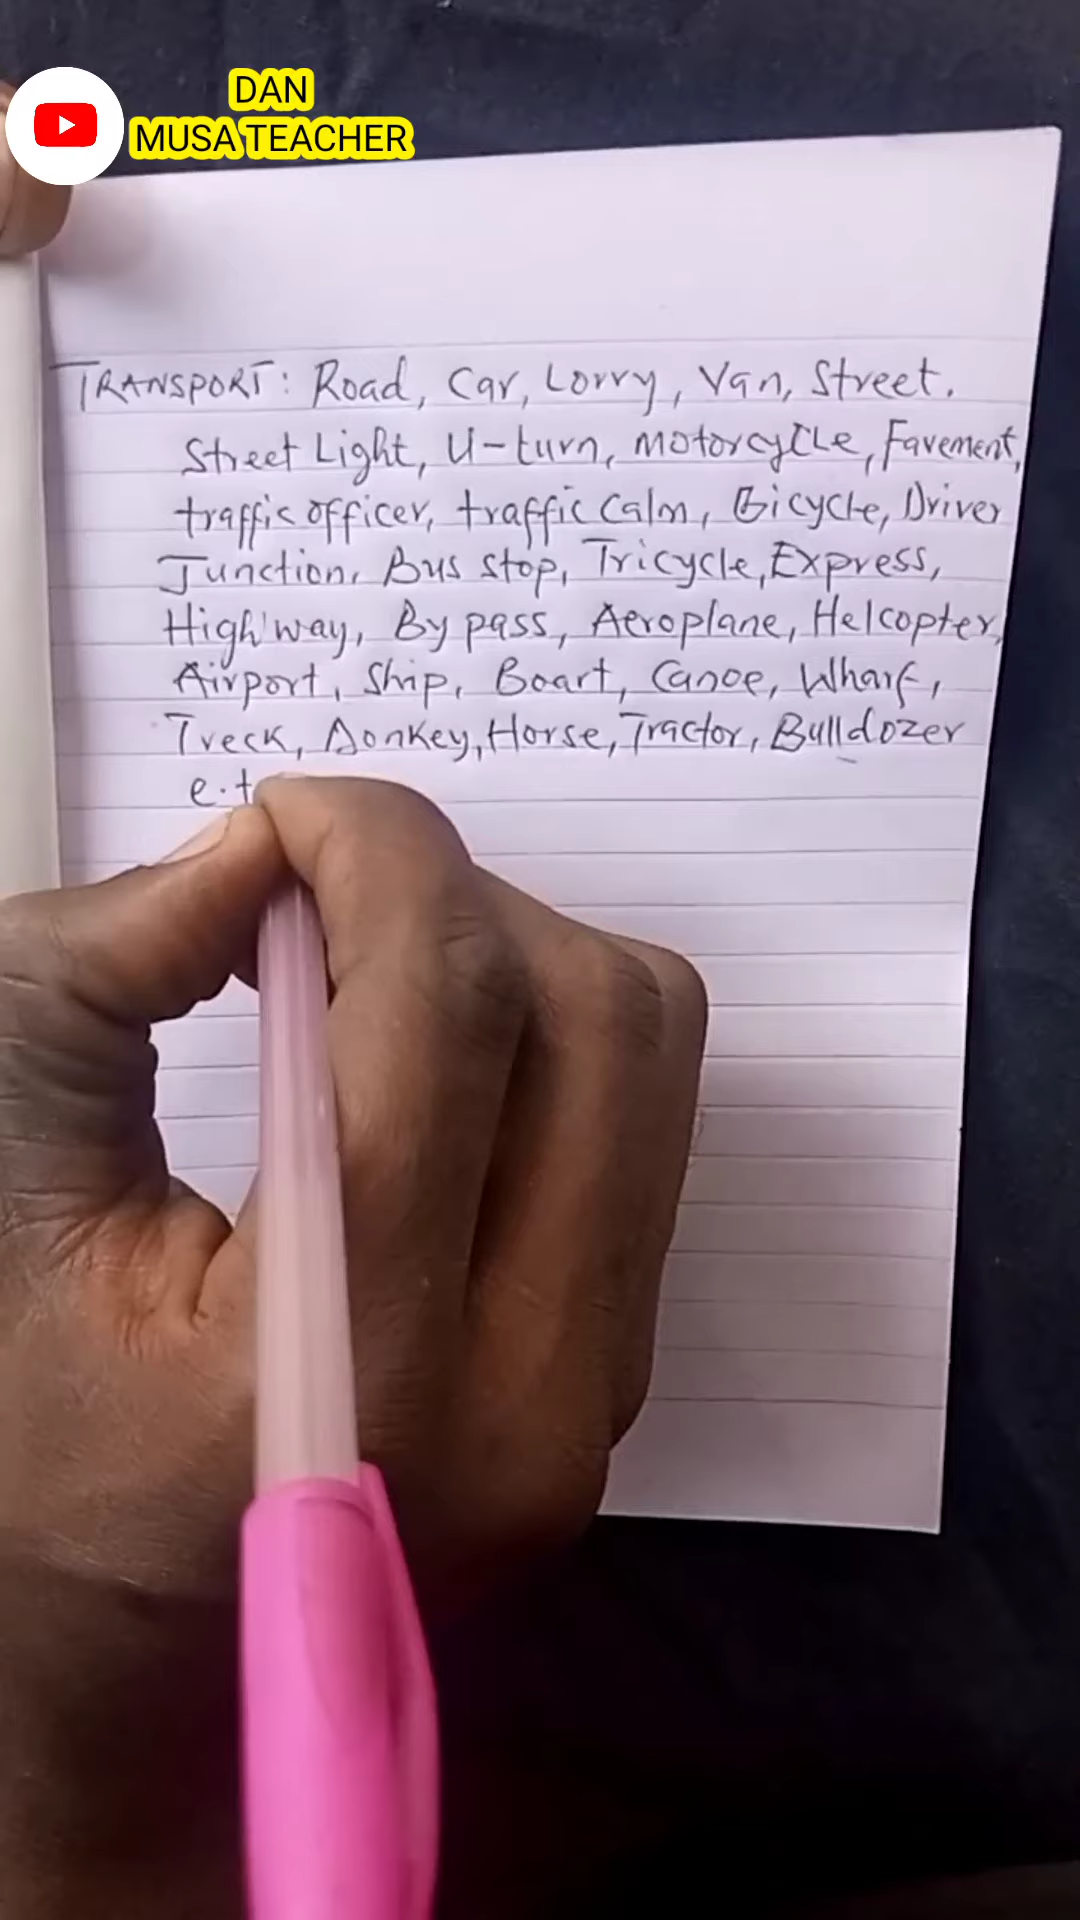 DAN
MUSA TEACHER
TRANSPORT: Road, Car, Lorry, Van, Street.
Street Light, U-turn, motorcycle, Favement,
traffic officer, traffic Calm, Bicycle, Driver
Junction, Bus stop, Tricycle, Express,
High way, By pass, Aeroplane, Helcopter,
Airport, Ship, Boart, Canoe, Wharf,
Treck, Donkey, Horse, Tractor, Bulldozer
e.t